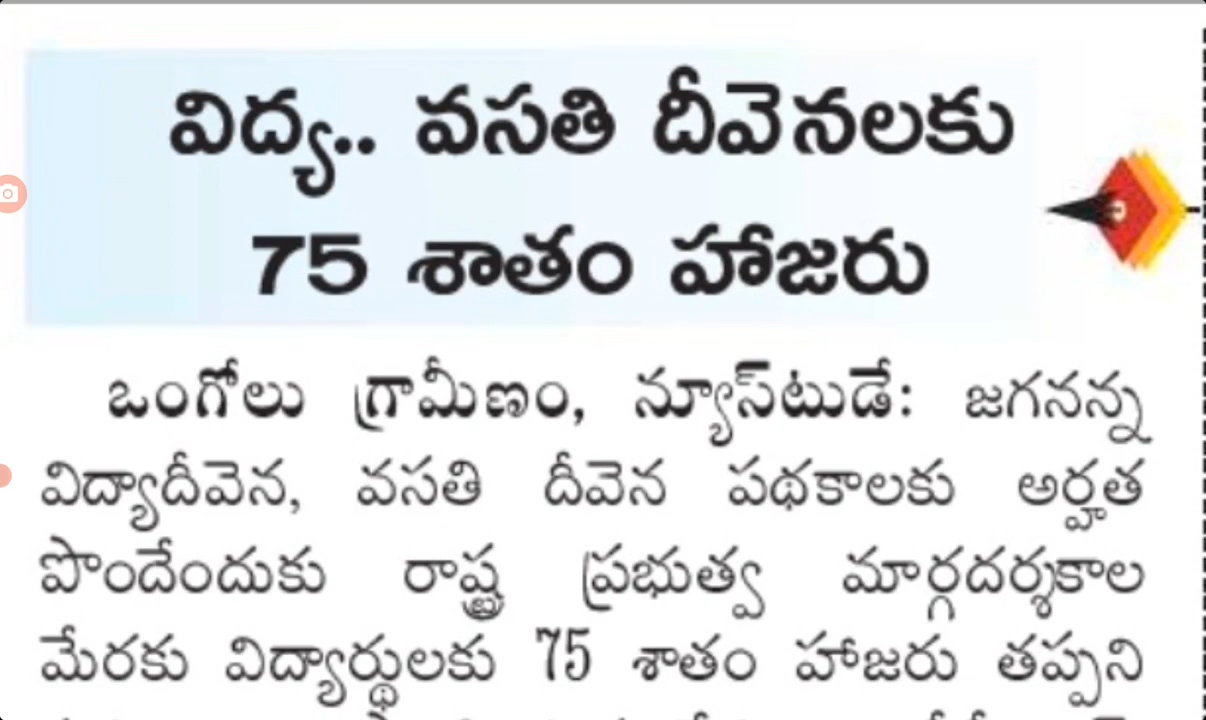 విద్య.. వసతి దీవెనలకు
75 శాతం హాజరు
ఒంగోలు గ్రామీణం, న్యూస్‌టుడే: జగనన్న
విద్యాదీవెన, వసతి దీవెన పథకాలకు అర్హత
పొందేందుకు రాష్ట్ర ప్రభుత్వ మార్గదర్శకాల
మేరకు విద్యార్థులకు 75 శాతం హాజరు తప్పని